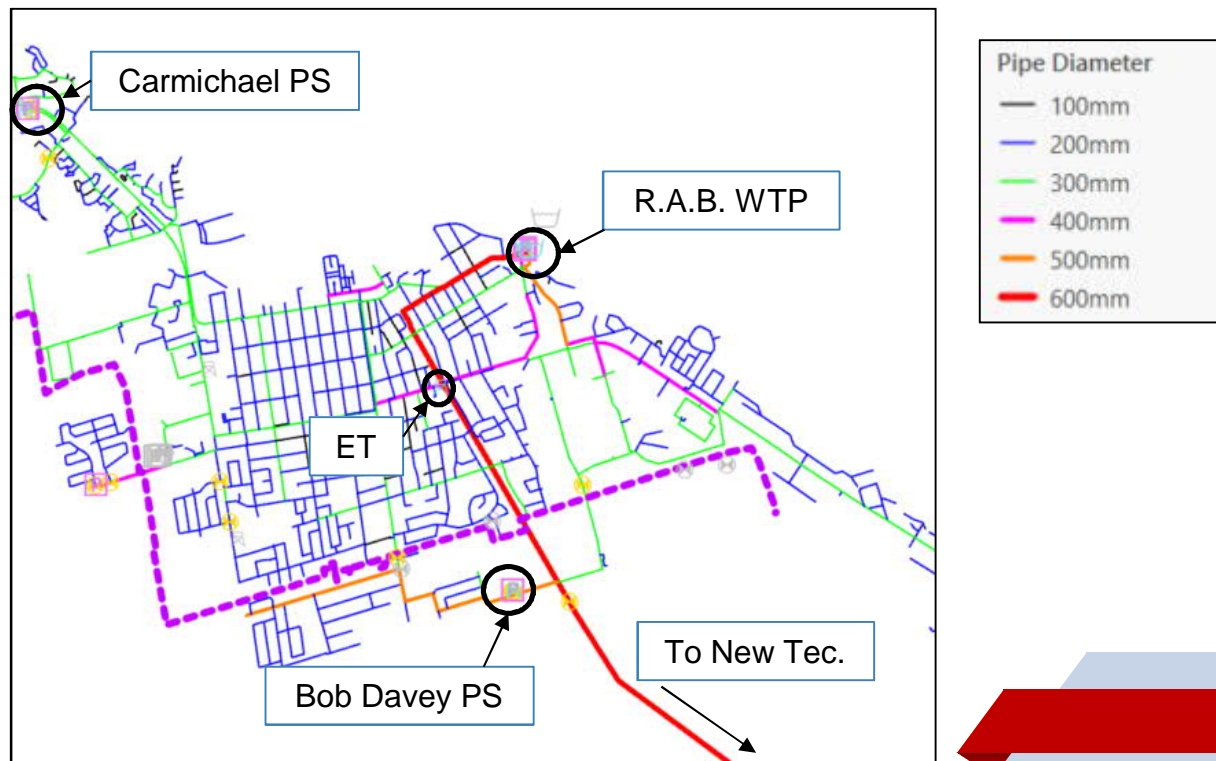 Carmichael PS
R.A.B. WTP
ET
Bob Davey PS
To New Tec.
Pipe Diameter
100mm
200mm
300mm
400mm
500mm
600mm